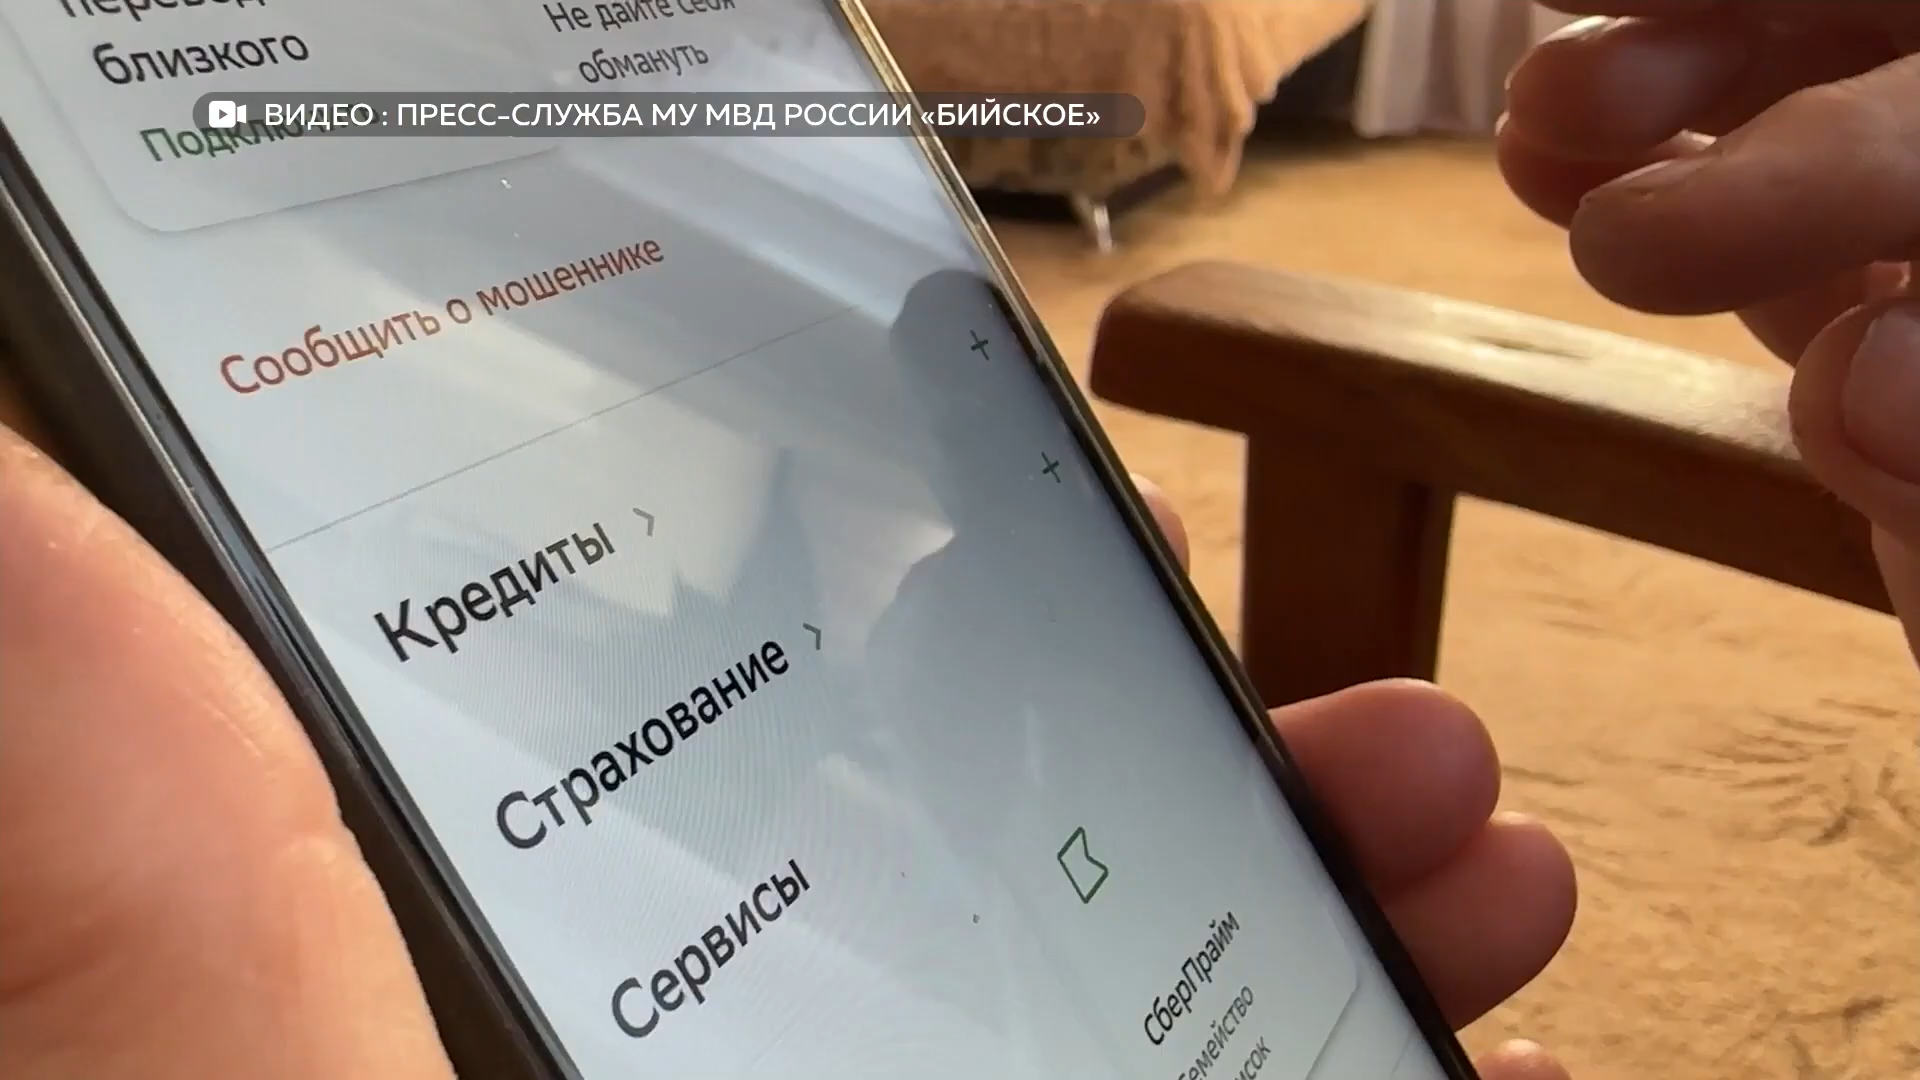 близкого
Не дайте себя
обмануть
ВИДЕО : ПРЕСС-СЛУЖБА МУ МВД РОССИИ «БИЙСКОЕ»
Сообщить о мошеннике
Кредиты
Страхование
Сервисы
СберПрайм